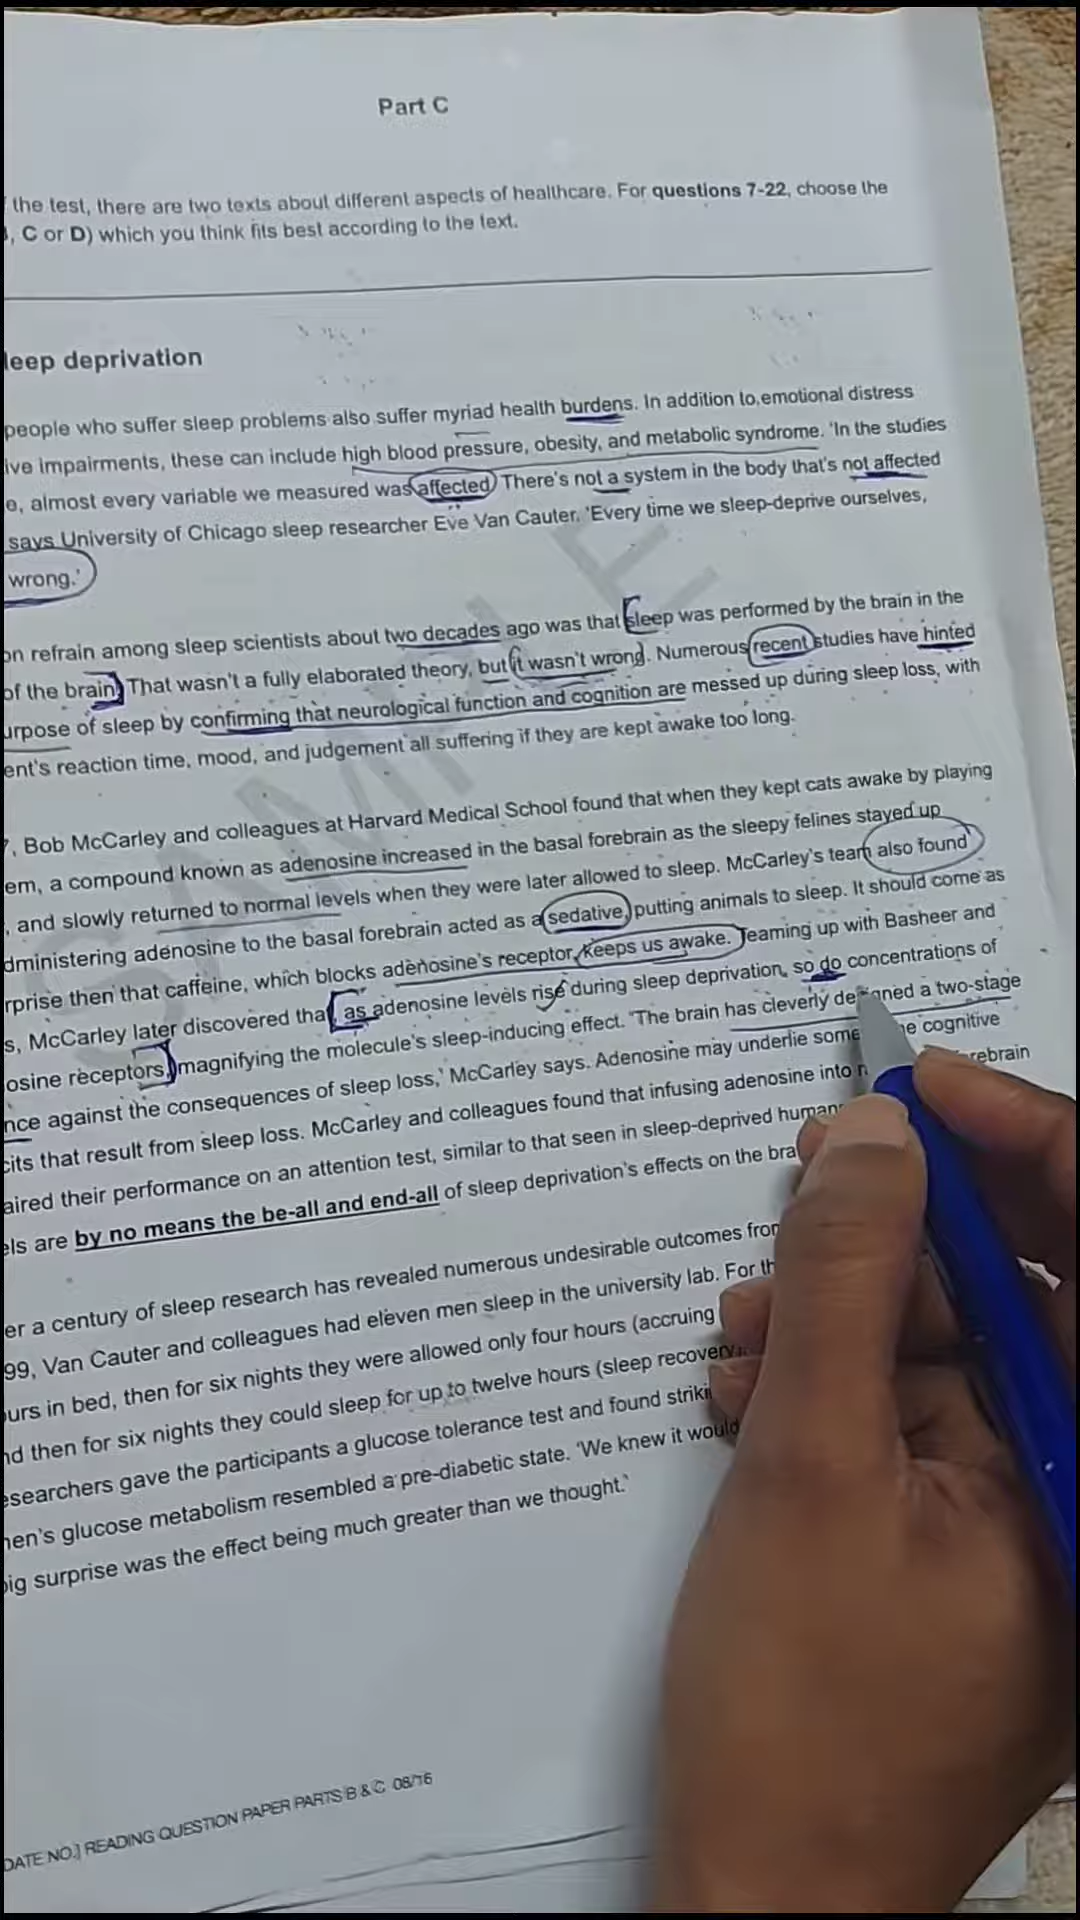 Part C
the test, there are two texts about different aspects of healthcare. For questions 7-22, choose the
, C or D) which you think fits best according to the text.
leep deprivation
people who suffer sleep problems also suffer myriad health burdens. In addition to emotional distress
ive impairments, these can include high blood pressure, obesity, and metabolic syndrome. 'In the studies
e, almost every variable we measured was affected. There's not a system in the body that's not affected
says University of Chicago sleep researcher Eve Van Cauter. 'Every time we sleep-deprive ourselves,
wrong.'
on refrain among sleep scientists about two decades ago was that sleep was performed by the brain in the
of the brain. That wasn't a fully elaborated theory, but it wasn't wrong. Numerous recent studies have hinted
urpose of sleep by confirming that neurological function and cognition are messed up during sleep loss, with
ent's reaction time, mood, and judgement all suffering if they are kept awake too long.
7, Bob McCarley and colleagues at Harvard Medical School found that when they kept cats awake by playing
em, a compound known as adenosine increased in the basal forebrain as the sleepy felines stayed up
, and slowly returned to normal levels when they were later allowed to sleep. McCarley's team also found
dministering adenosine to the basal forebrain acted as a sedative, putting animals to sleep. It should come as
rprise then that caffeine, which blocks adenosine's receptor, keeps us awake. Teaming up with Basheer and
s, McCarley later discovered that, as adenosine levels rise during sleep deprivation, so do concentrations of
osine receptors, magnifying the molecule's sleep-inducing effect. 'The brain has cleverly designed a two-stage
nce against the consequences of sleep loss,' McCarley says. Adenosine may underlie some he cognitive
cits that result from sleep loss. McCarley and colleagues found that infusing adenosine into rebrain
aired their performance on an attention test, similar to that seen in sleep-deprived human
els are by no means the be-all and end-all of sleep deprivation's effects on the bra
er a century of sleep research has revealed numerous undesirable outcomes from
99, Van Cauter and colleagues had eleven men sleep in the university lab. For th
urs in bed, then for six nights they were allowed only four hours (accruing
nd then for six nights they could sleep for up to twelve hours (sleep recovery
esearchers gave the participants a glucose tolerance test and found striki
nen's glucose metabolism resembled a pre-diabetic state. 'We knew it would
big surprise was the effect being much greater than we thought.'
DATE NO.] READING QUESTION PAPER PARTS B & C 08/16
SAMPLE